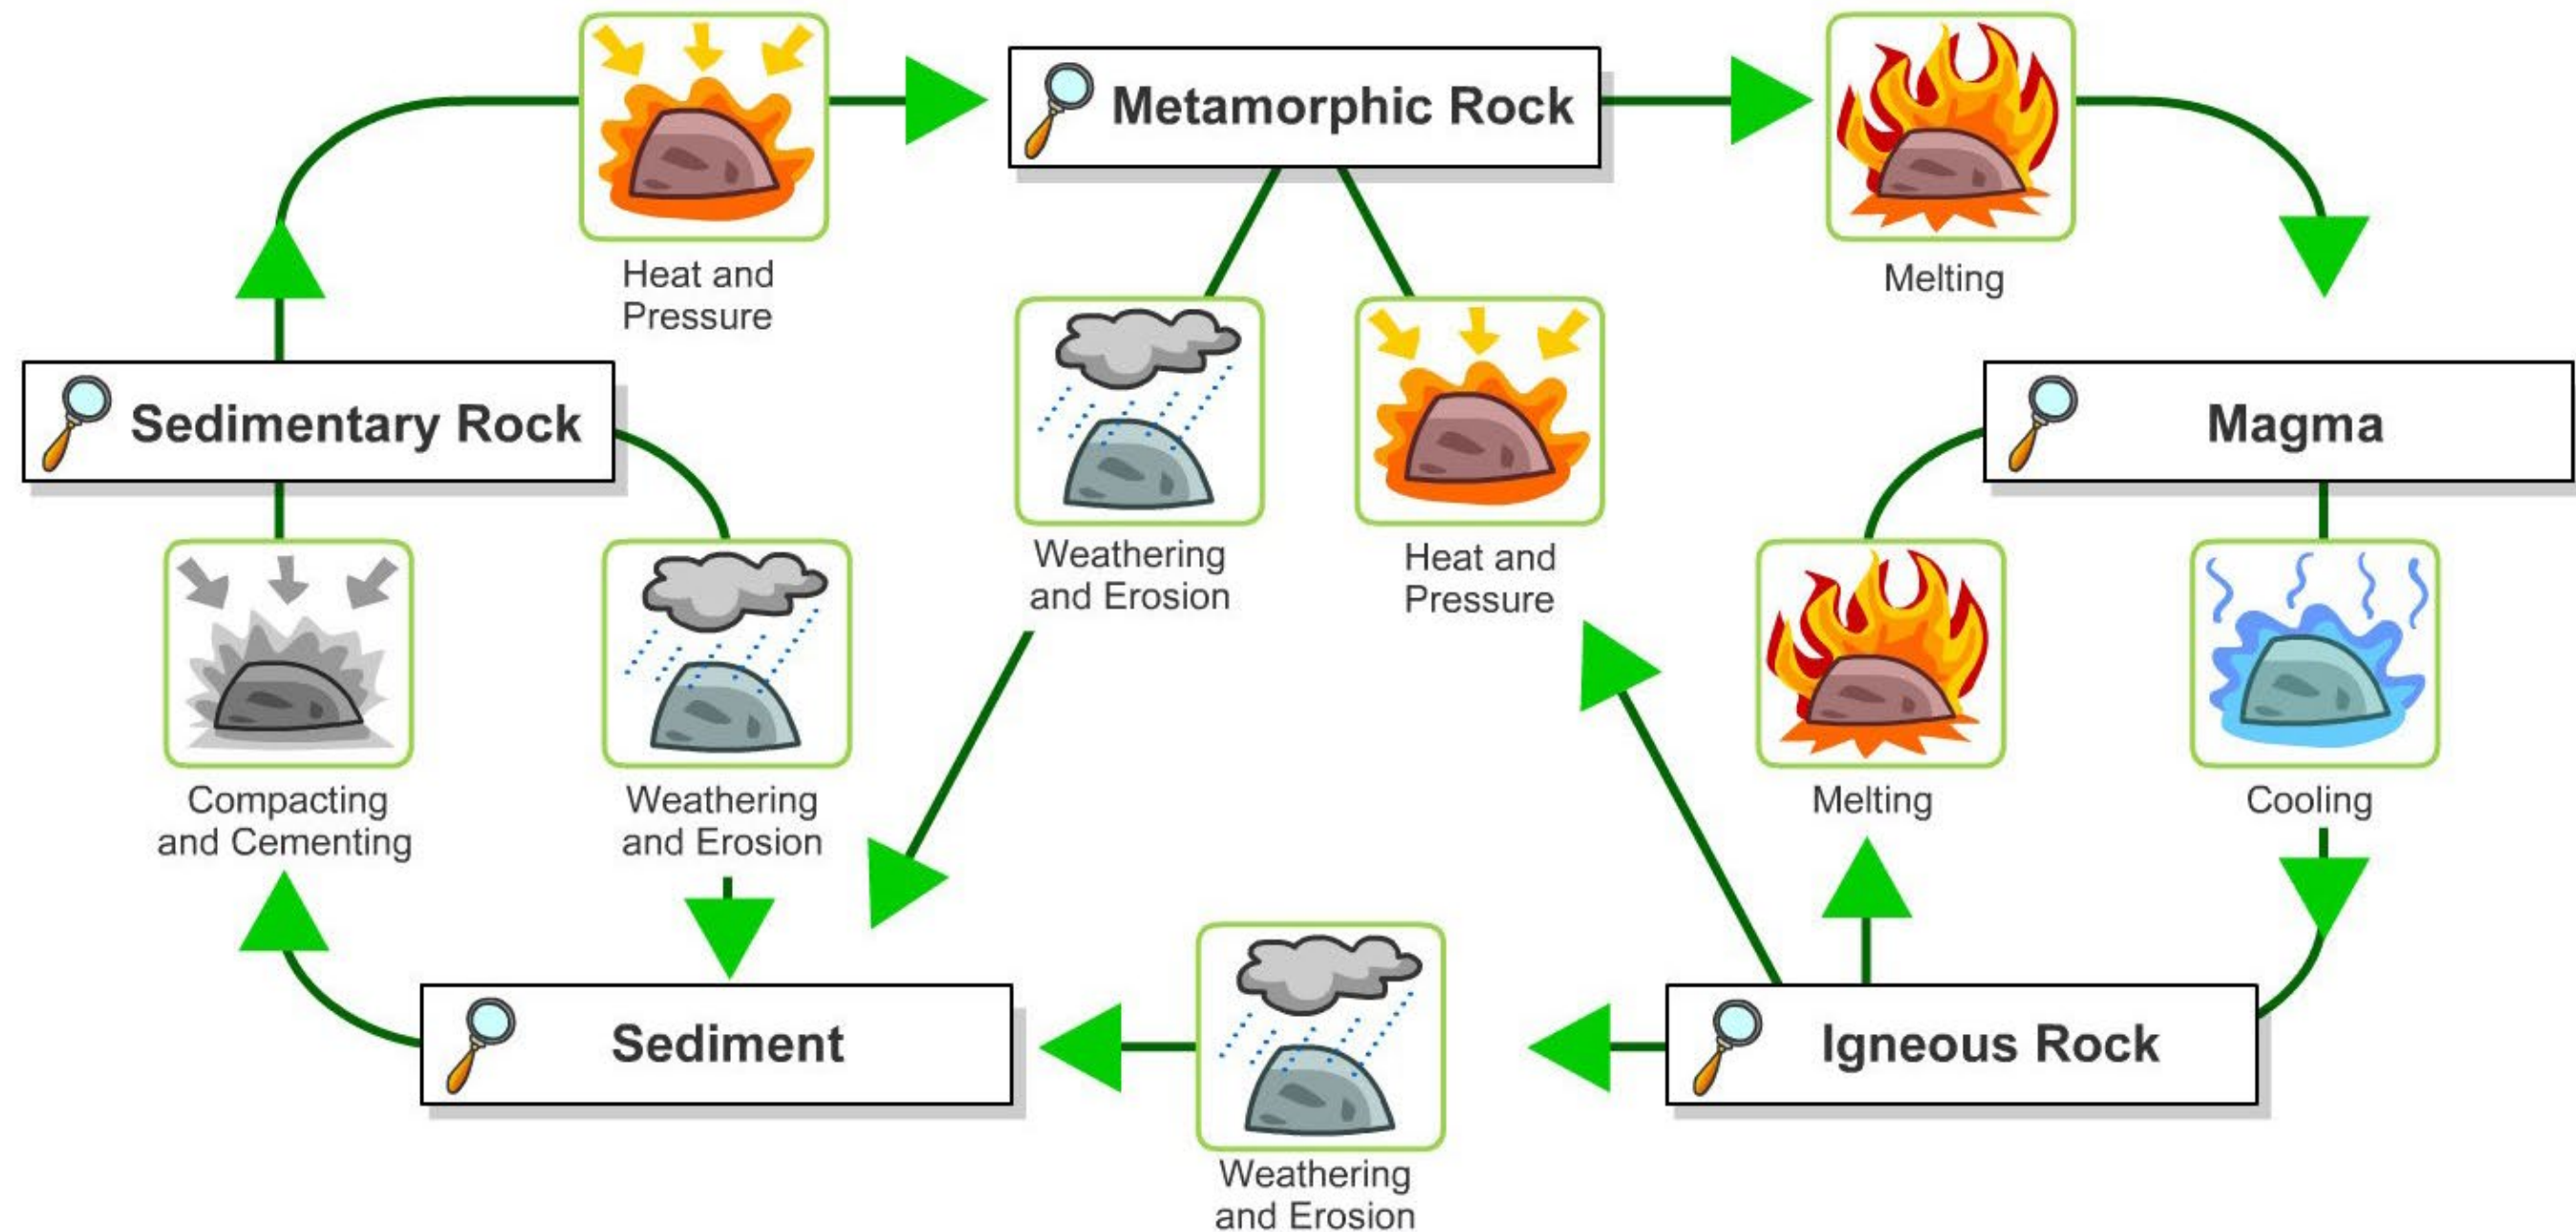 Metamorphic Rock
Heat and
Pressure
Melting
Sedimentary Rock
Magma
Weathering
and Erosion
Heat and
Pressure
Compacting
and Cementing
Weathering
and Erosion
Melting
Cooling
Sediment
Igneous Rock
Weathering
and Erosion